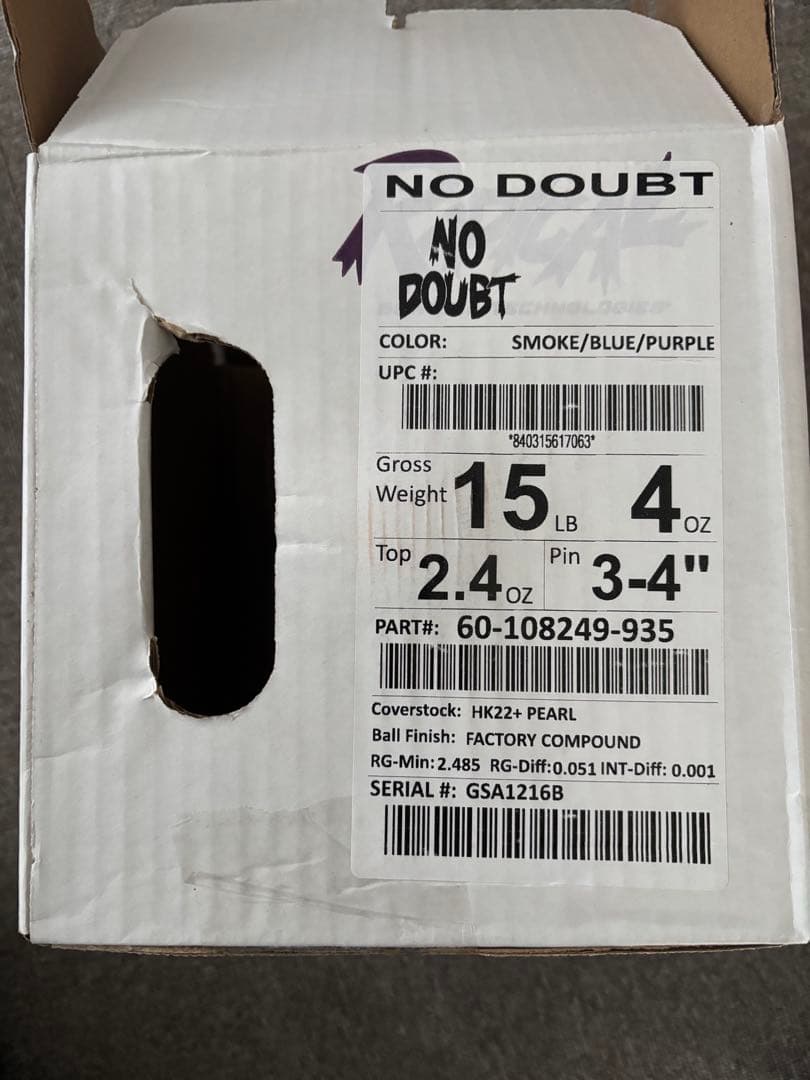 NO DOUBT
NO
DOUBT
TECHNOLOGIES
COLOR: SMOKE/BLUE/PURPLE
UPC #:
*840315617063*
Gross Weight 15 LB 4 OZ
Top 2.4 OZ Pin 3-4"
PART#: 60-108249-935
Coverstock: HK22+ PEARL
Ball Finish: FACTORY COMPOUND
RG-Min: 2.485 RG-Diff: 0.051 INT-Diff: 0.001
SERIAL #: GSA1216B